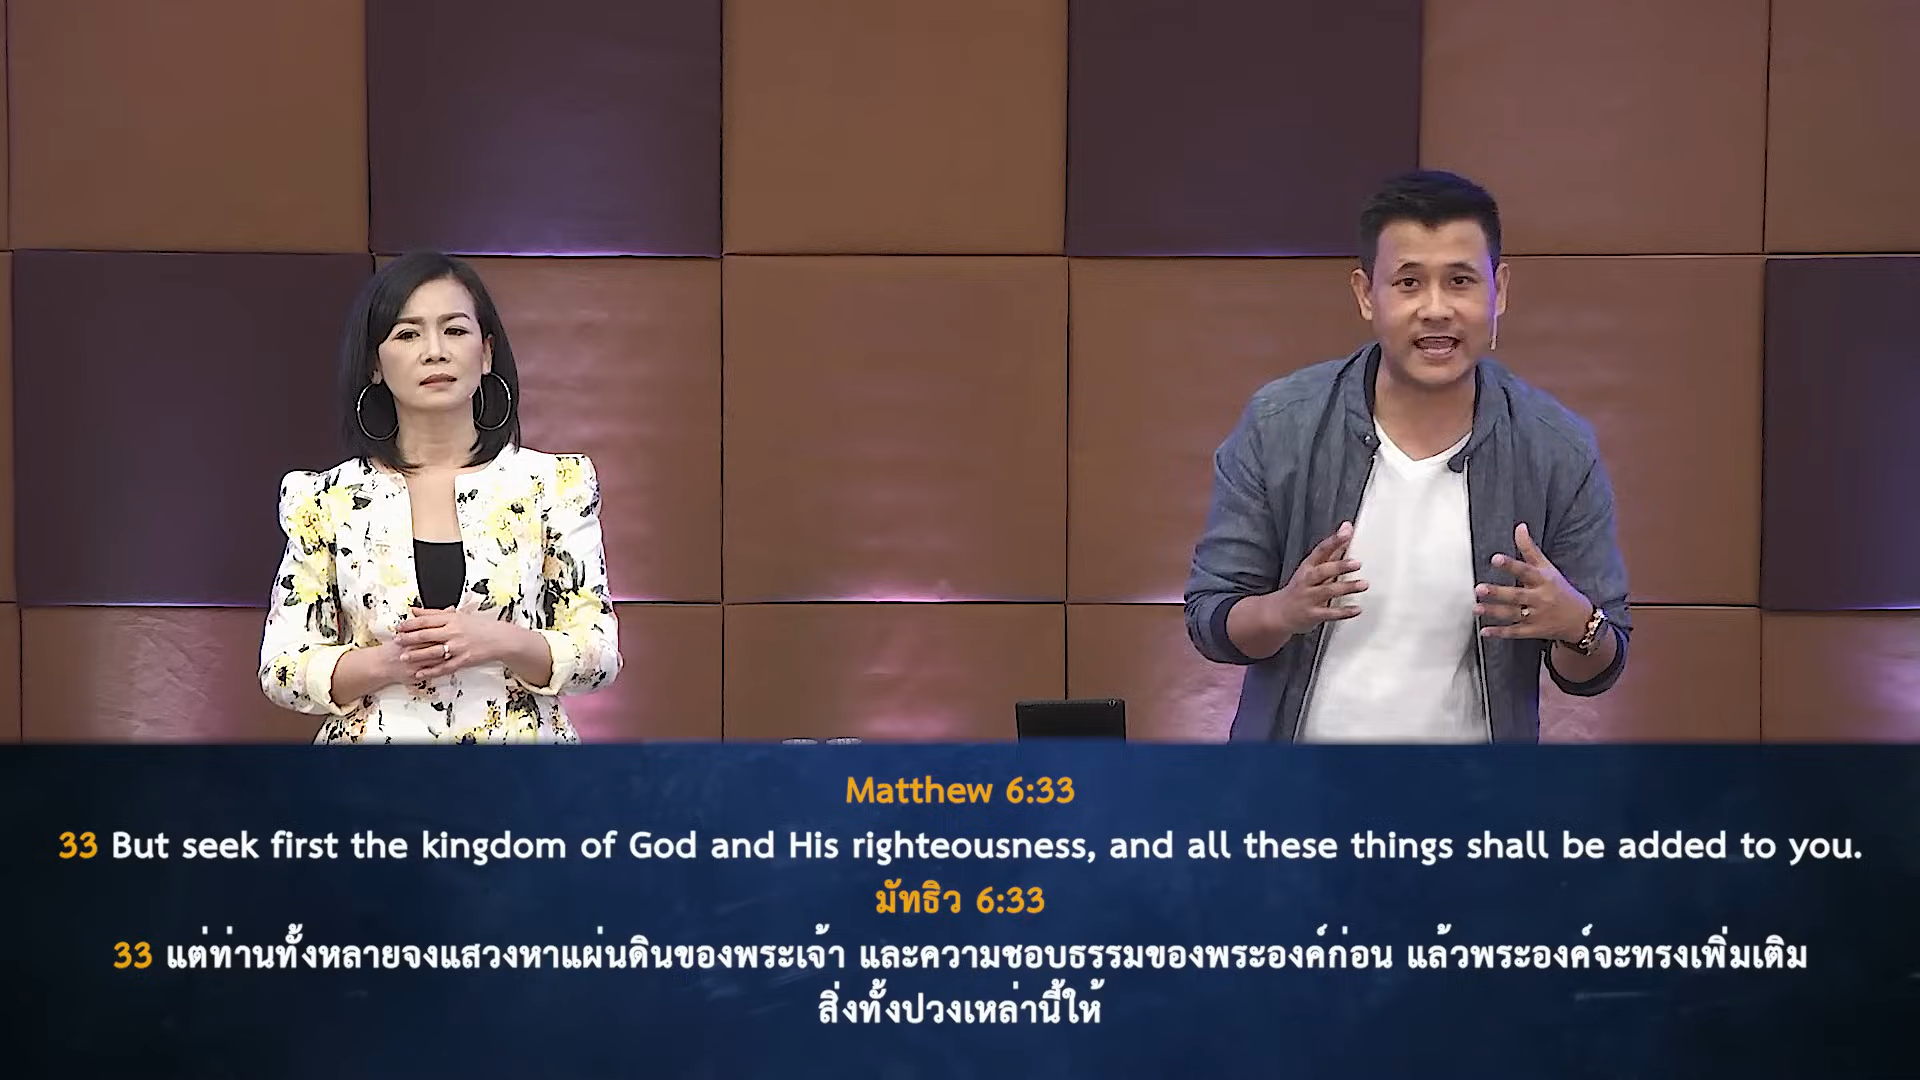 Matthew 6:33
33 But seek first the kingdom of God and His righteousness, and all these things shall be added to you.
มัทธิว 6:33
33 แต่ท่านทั้งหลายจงแสวงหาแผ่นดินของพระเจ้า และความชอบธรรมของพระองค์ก่อน แล้วพระองค์จะทรงเพิ่มเติม
สิ่งทั้งปวงเหล่านี้ให้